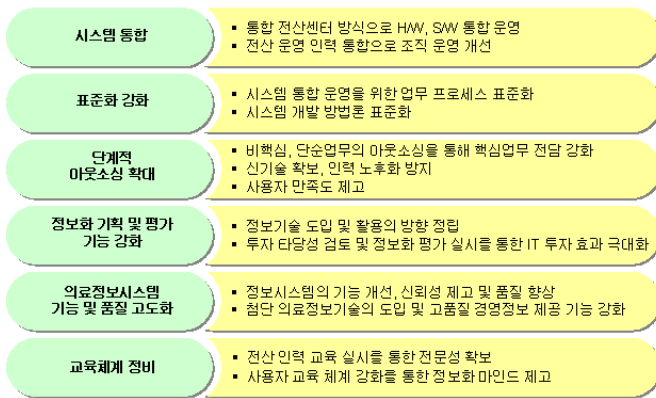 시스템 통합
▪ 통합 전산센터 방식으로 H/W, S/W 통합 운영
▪ 전산 운영 인력 통합으로 조직 운영 개선
표준화 강화
▪ 시스템 통합 운영을 위한 업무 프로세스 표준화
▪ 시스템 개발 방법론 표준화
단계적
아웃소싱 확대
▪ 비핵심, 단순업무의 아웃소싱을 통해 핵심업무 전담 강화
▪ 신기술 확보, 인력 노후화 방지
▪ 사용자 만족도 제고
정보화 기획 및 평가
기능 강화
▪ 정보기술 도입 및 활용의 방향 정립
▪ 투자 타당성 검토 및 정보화 평가 실시를 통한 IT 투자 효과 극대화
의료정보시스템
기능 및 품질 고도화
▪ 정보시스템의 기능 개선, 신뢰성 제고 및 품질 향상
▪ 첨단 의료정보기술의 도입 및 고품질 경영정보 제공 기능 강화
교육체계 정비
▪ 전산 인력 교육 실시를 통한 전문성 확보
▪ 사용자 교육 체계 강화를 통한 정보화 마인드 제고